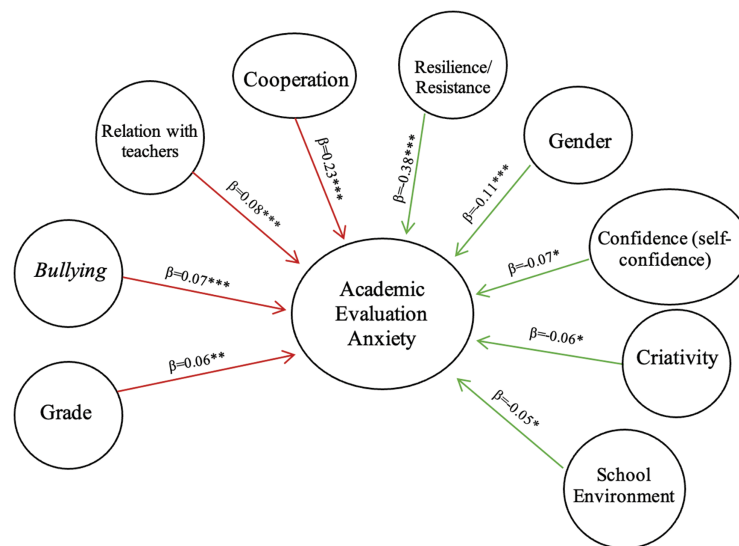 Cooperation
Resilience/
Resistance
Relation with
teachers
Gender
β=0.23***
β=-0.38***
β=0.08***
β=-0.11***
Confidence (self-
confidence)
Bullying
β=0.07***
β=-0.07*
Academic
Evaluation
Anxiety
β=0.06**
β=-0.06*
Criativity
Grade
β=-0.05*
School
Environment